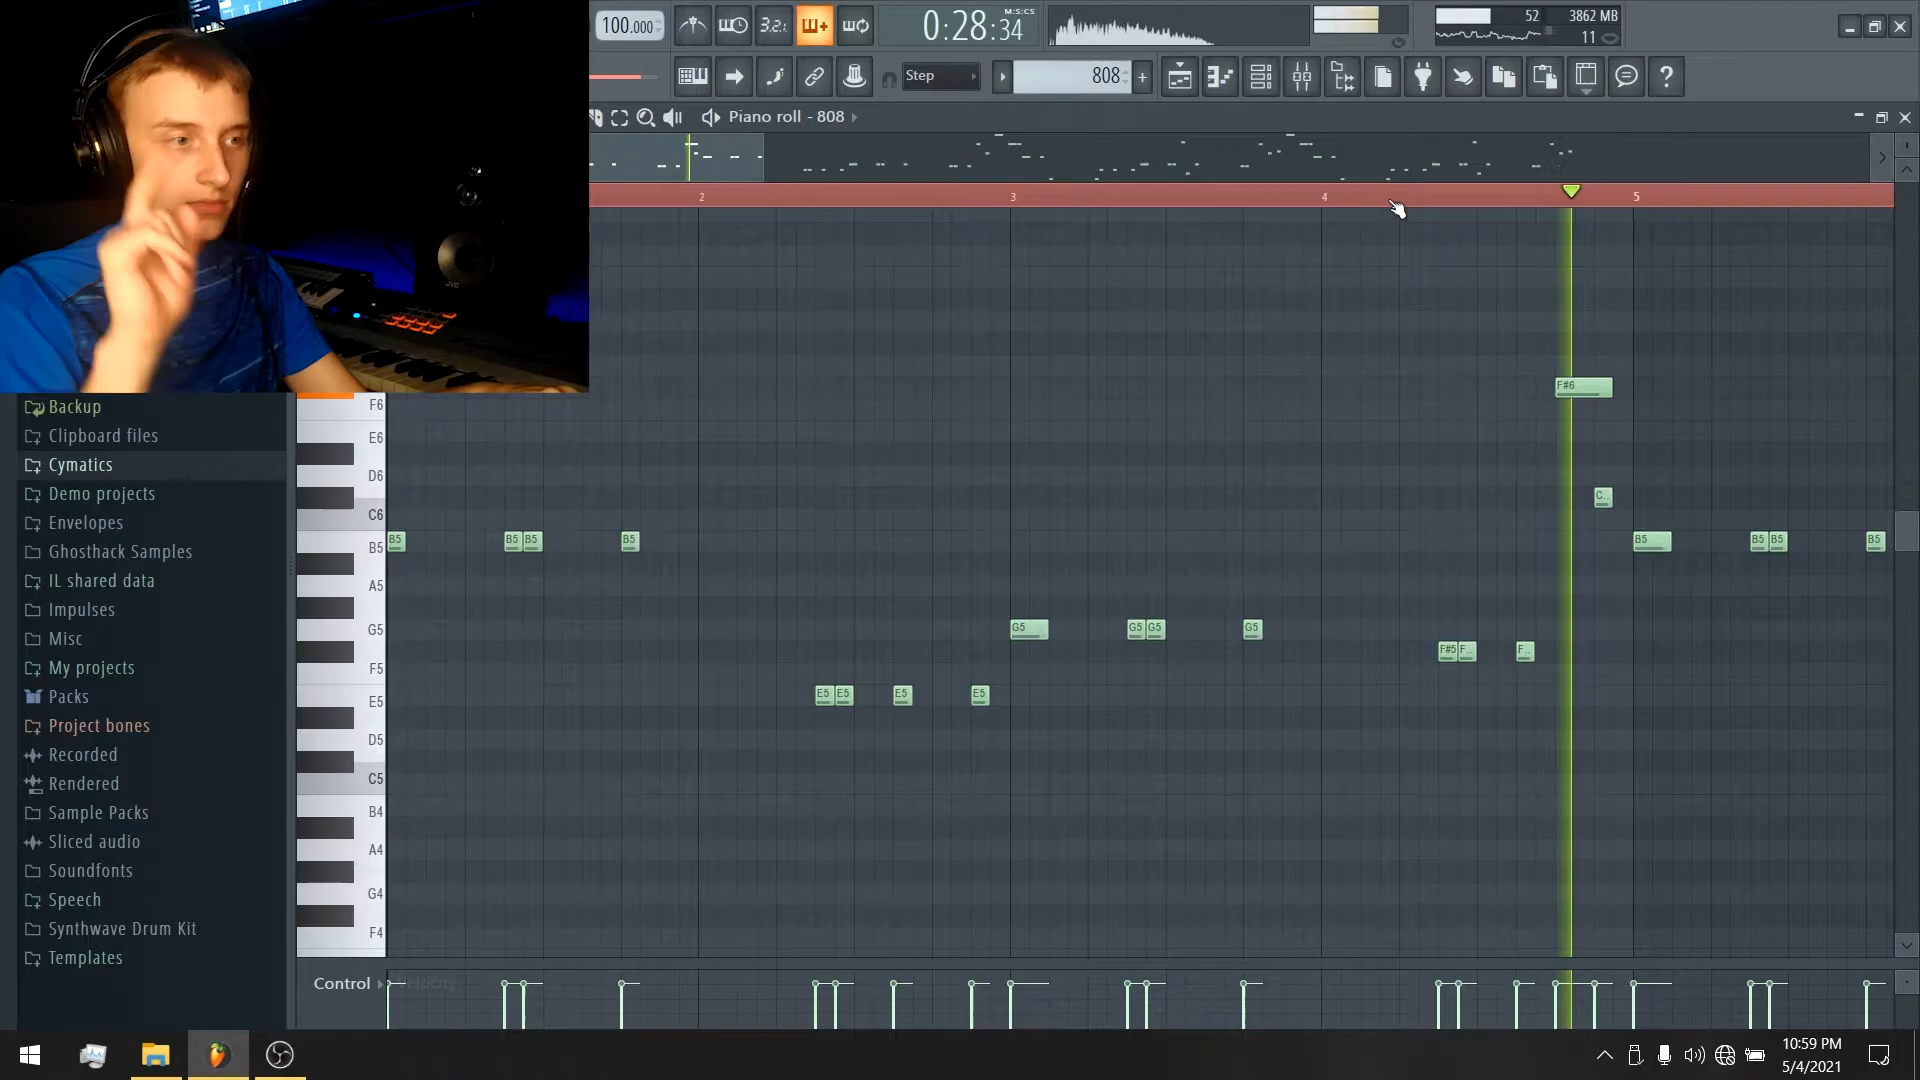 100.000
3.2.1
0:28:34
M:S:CS
52
3862 MB
11
Step
808
Piano roll - 808
2
3
4
5
Backup
Clipboard files
Cymatics
Demo projects
Envelopes
Ghosthack Samples
IL shared data
Impulses
Misc
My projects
Packs
Project bones
Recorded
Rendered
Sample Packs
Sliced audio
Soundfonts
Speech
Synthwave Drum Kit
Templates
F6
E6
D6
C6
B5
A5
G5
F5
E5
D5
C5
B4
A4
G4
F4
F#6
C..
B5
B5 B5
B5
B5
B5 B5
B5
G5
G5 G5
G5
F#5 F..
F..
E5 E5
E5
E5
Control
Velocity
10:59 PM
5/4/2021
JVC